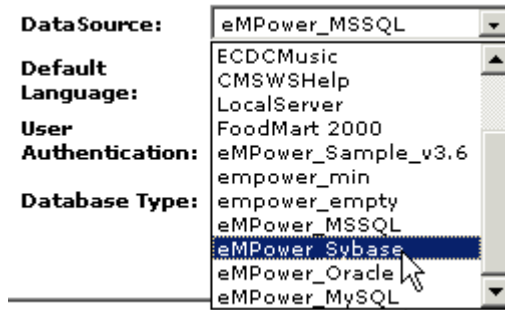 DataSource: eMPower_MSSQL
Default Language:
User Authentication:
Database Type:
ECDCMusic
CMSWSHelp
LocalServer
FoodMart 2000
eMPower_Sample_v3.6
empower_min
empower_empty
eMPower_MSSQL
eMPower_Sybase
eMPower_Oracle
eMPower_MySQL